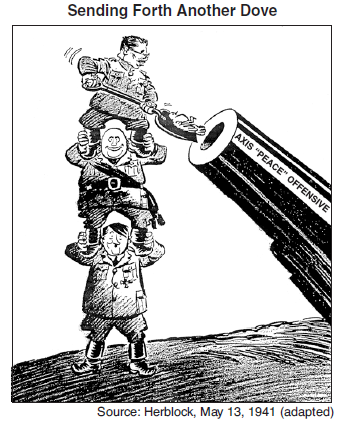 Sending Forth Another Dove
AXIS "PEACE" OFFENSIVE
Source: Herblock, May 13, 1941 (adapted)